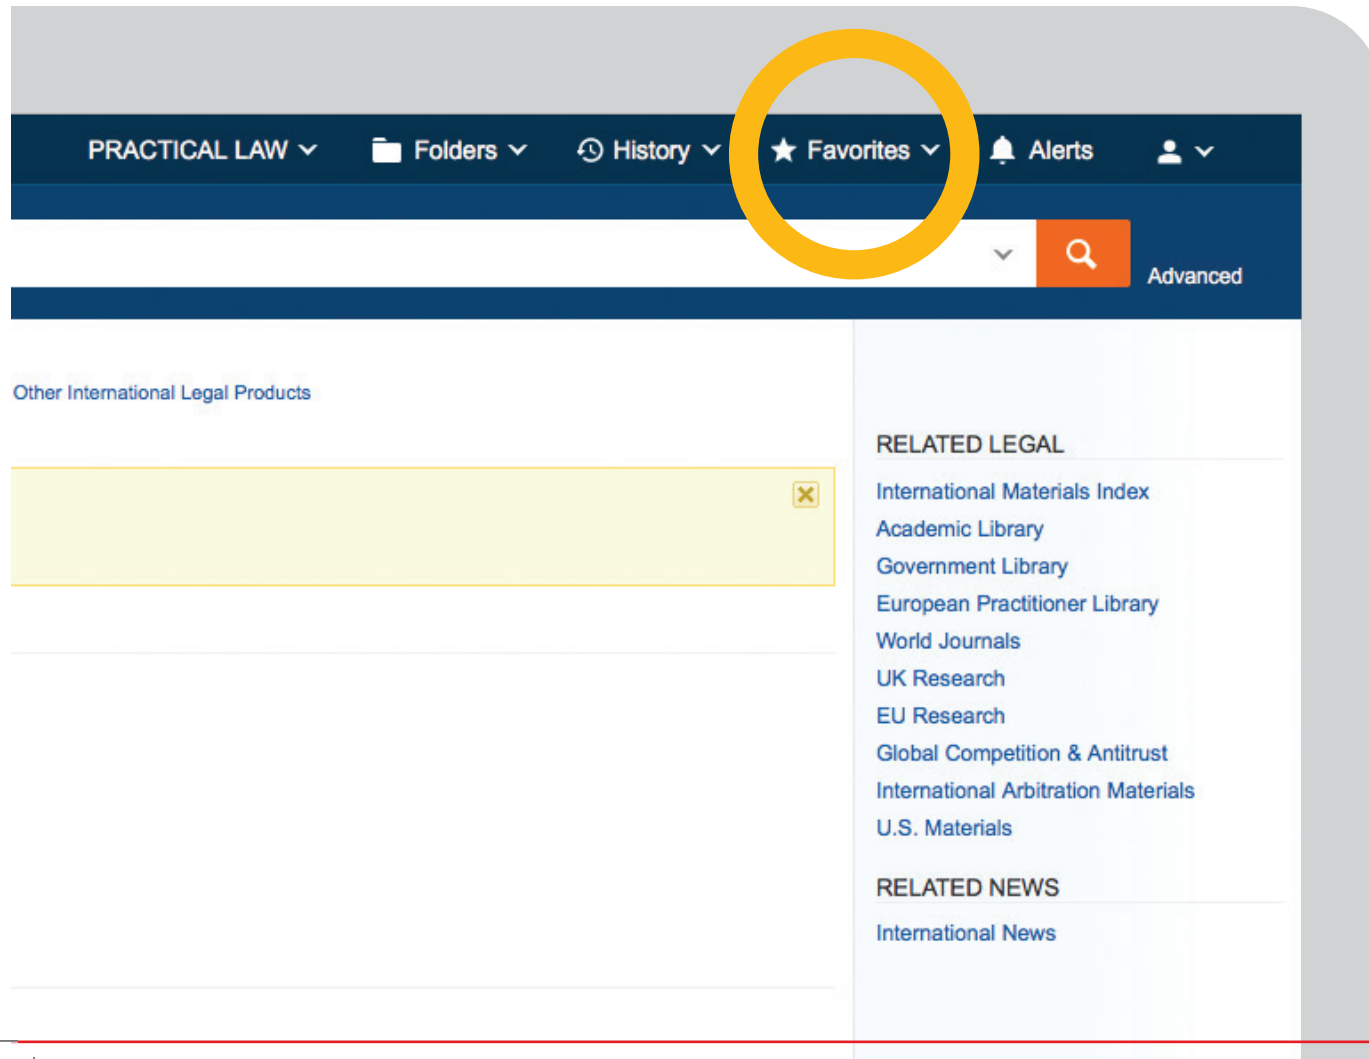 PRACTICAL LAW Folders History Favorites Alerts
Advanced
Other International Legal Products
RELATED LEGAL
International Materials Index
Academic Library
Government Library
European Practitioner Library
World Journals
UK Research
EU Research
Global Competition & Antitrust
International Arbitration Materials
U.S. Materials
RELATED NEWS
International News